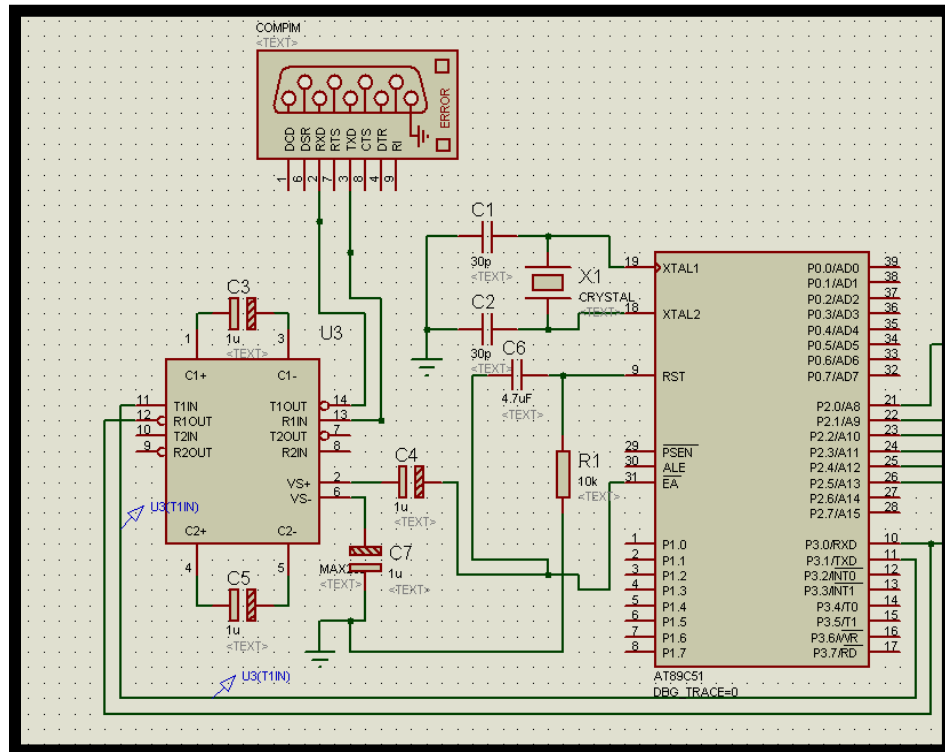 COMPIM
<TEXT>
ERROR
DCD
DSR
RXD
RTS
TXD
CTS
DTR
RI
1
6
2
7
3
8
4
9
C1
30p
<TEXT>
X1
CRYSTAL
<TEXT>
C2
30p
<TEXT>
C6
4.7uF
<TEXT>
R1
10k
<TEXT>
C3
1u
<TEXT>
U3
1
3
C1+ C1-
11 T1IN T1OUT 14
12 R1OUT R1IN 13
10 T2IN T2OUT 7
9 R2OUT R2IN 8
VS+ 2
VS- 6
C2+ C2-
4
5
U3(T1IN)
C4
1u
<TEXT>
C7
1u
<TEXT>
<TEXT>
C5
1u
<TEXT>
U3(T1IN)
19 XTAL1 P0.0/AD0 39
P0.1/AD1 38
P0.2/AD2 37
18 XTAL2 P0.3/AD3 36
P0.4/AD4 35
P0.5/AD5 34
P0.6/AD6 33
9 RST P0.7/AD7 32
P2.0/A8 21
P2.1/A9 22
P2.2/A10 23
29 PSEN P2.3/A11 24
30 ALE P2.4/A12 25
31 EA P2.5/A13 26
P2.6/A14 27
P2.7/A15 28
1 P1.0 P3.0/RXD 10
2 P1.1 P3.1/TXD 11
3 P1.2 P3.2/INT0 12
4 P1.3 P3.3/INT1 13
5 P1.4 P3.4/T0 14
6 P1.5 P3.5/T1 15
7 P1.6 P3.6/WR 16
8 P1.7 P3.7/RD 17
AT89C51
DBG_TRACE=0